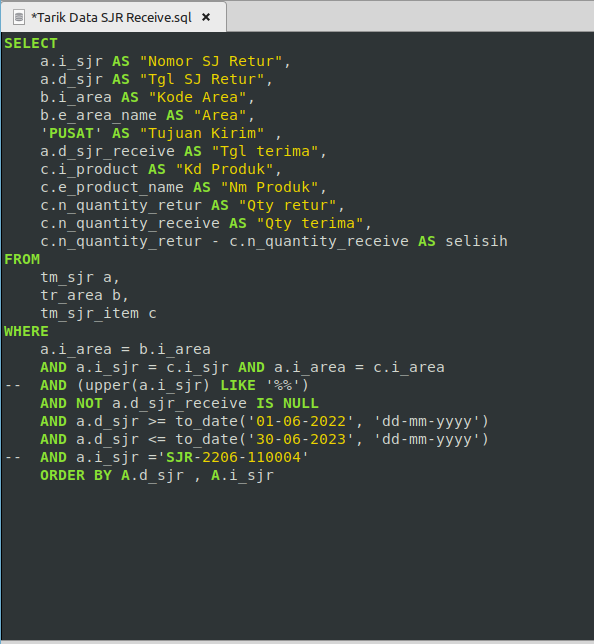 *Tarik Data SJR Receive.sql ×
SELECT
    a.i_sjr AS "Nomor SJ Retur",
    a.d_sjr AS "Tgl SJ Retur",
    b.i_area AS "Kode Area",
    b.e_area_name AS "Area",
    'PUSAT' AS "Tujuan Kirim" ,
    a.d_sjr_receive AS "Tgl terima",
    c.i_product AS "Kd Produk",
    c.e_product_name AS "Nm Produk",
    c.n_quantity_retur AS "Qty retur",
    c.n_quantity_receive AS "Qty terima",
    c.n_quantity_retur - c.n_quantity_receive AS selisih
FROM
    tm_sjr a,
    tr_area b,
    tm_sjr_item c
WHERE
    a.i_area = b.i_area
    AND a.i_sjr = c.i_sjr AND a.i_area = c.i_area
--  AND (upper(a.i_sjr) LIKE '%%')
    AND NOT a.d_sjr_receive IS NULL
    AND a.d_sjr >= to_date('01-06-2022', 'dd-mm-yyyy')
    AND a.d_sjr <= to_date('30-06-2023', 'dd-mm-yyyy')
--  AND a.i_sjr ='SJR-2206-110004'
    ORDER BY A.d_sjr , A.i_sjr